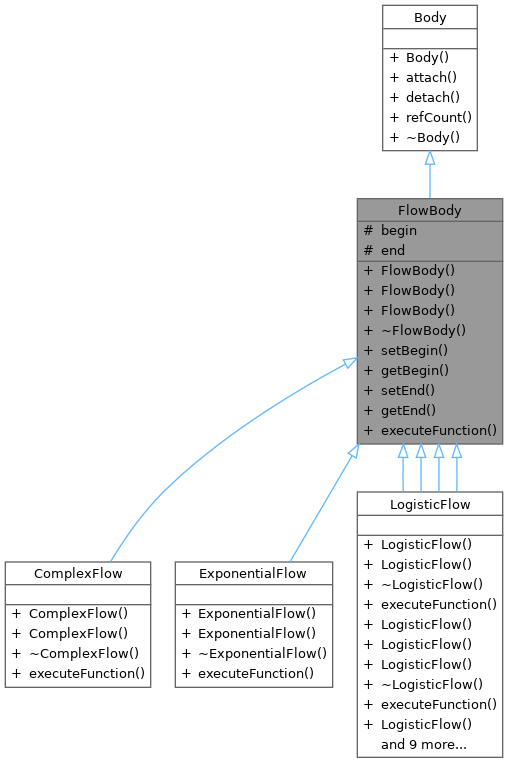 Body
+ Body()
+ attach()
+ detach()
+ refCount()
+ ~Body()
FlowBody
# begin
# end
+ FlowBody()
+ FlowBody()
+ FlowBody()
+ ~FlowBody()
+ setBegin()
+ getBegin()
+ setEnd()
+ getEnd()
+ executeFunction()
ComplexFlow
+ ComplexFlow()
+ ComplexFlow()
+ ~ComplexFlow()
+ executeFunction()
ExponentialFlow
+ ExponentialFlow()
+ ExponentialFlow()
+ ~ExponentialFlow()
+ executeFunction()
LogisticFlow
+ LogisticFlow()
+ LogisticFlow()
+ ~LogisticFlow()
+ executeFunction()
+ LogisticFlow()
+ LogisticFlow()
+ LogisticFlow()
+ ~LogisticFlow()
+ executeFunction()
+ LogisticFlow()
and 9 more...